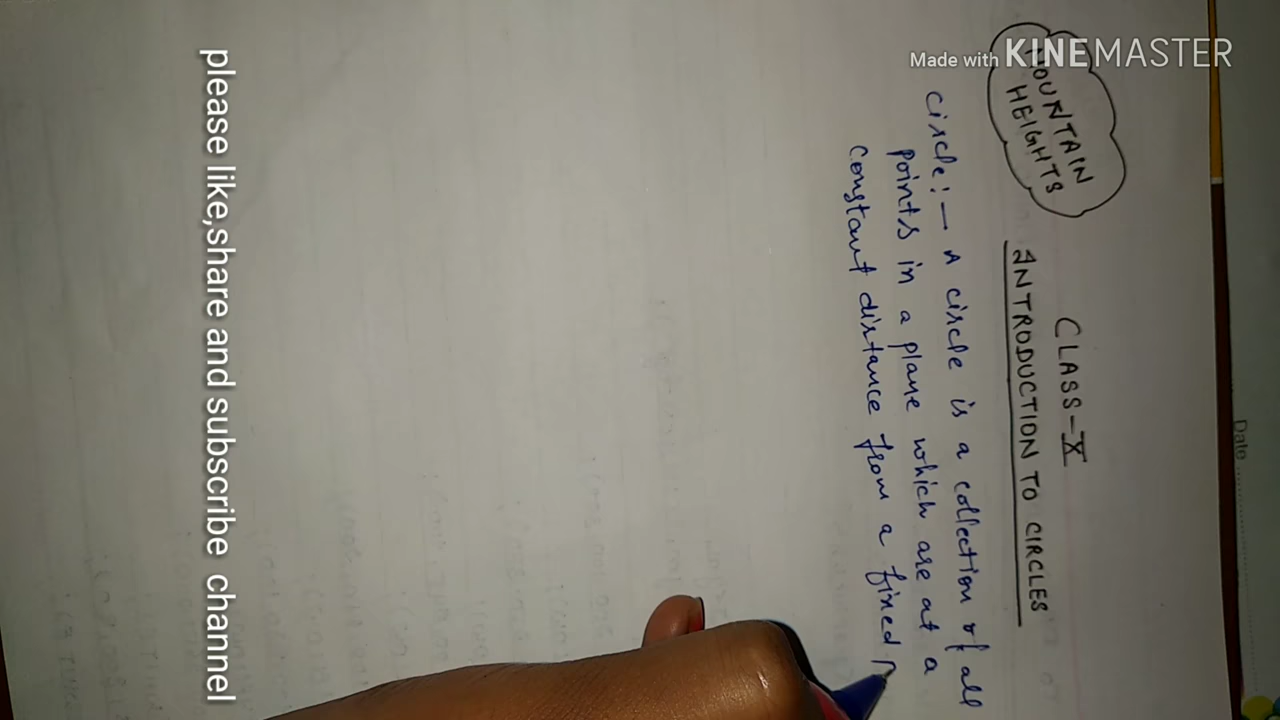 Made with KINEMASTER
MOUNTAIN
HEIGHTS
CLASS-X
INTRODUCTION TO CIRCLES
Circle:- A circle is a collection of all
points in a plane which are at a
constant distance from a fixed
please like,share and subscribe channel
Date